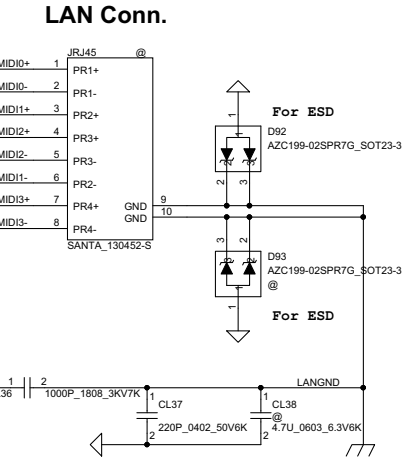 LAN Conn.
JRJ45 @
MIDI0+ 1 PR1+
MIDI0- 2 PR1-
MIDI1+ 3 PR2+
MIDI2+ 4 PR3+
MIDI2- 5 PR3-
MIDI1- 6 PR2-
MIDI3+ 7 PR4+ GND 9
GND 10
MIDI3- 8 PR4-
SANTA_130452-S
1
For ESD
D92
AZC199-02SPR7G_SOT23-3
2 3
3 2
D93
AZC199-02SPR7G_SOT23-3
@
1
For ESD
L36 1 2
1000P_1808_3KV7K
LANGND
1 CL37
220P_0402_50V6K
2
1 CL38
@
4.7U_0603_6.3V6K
2